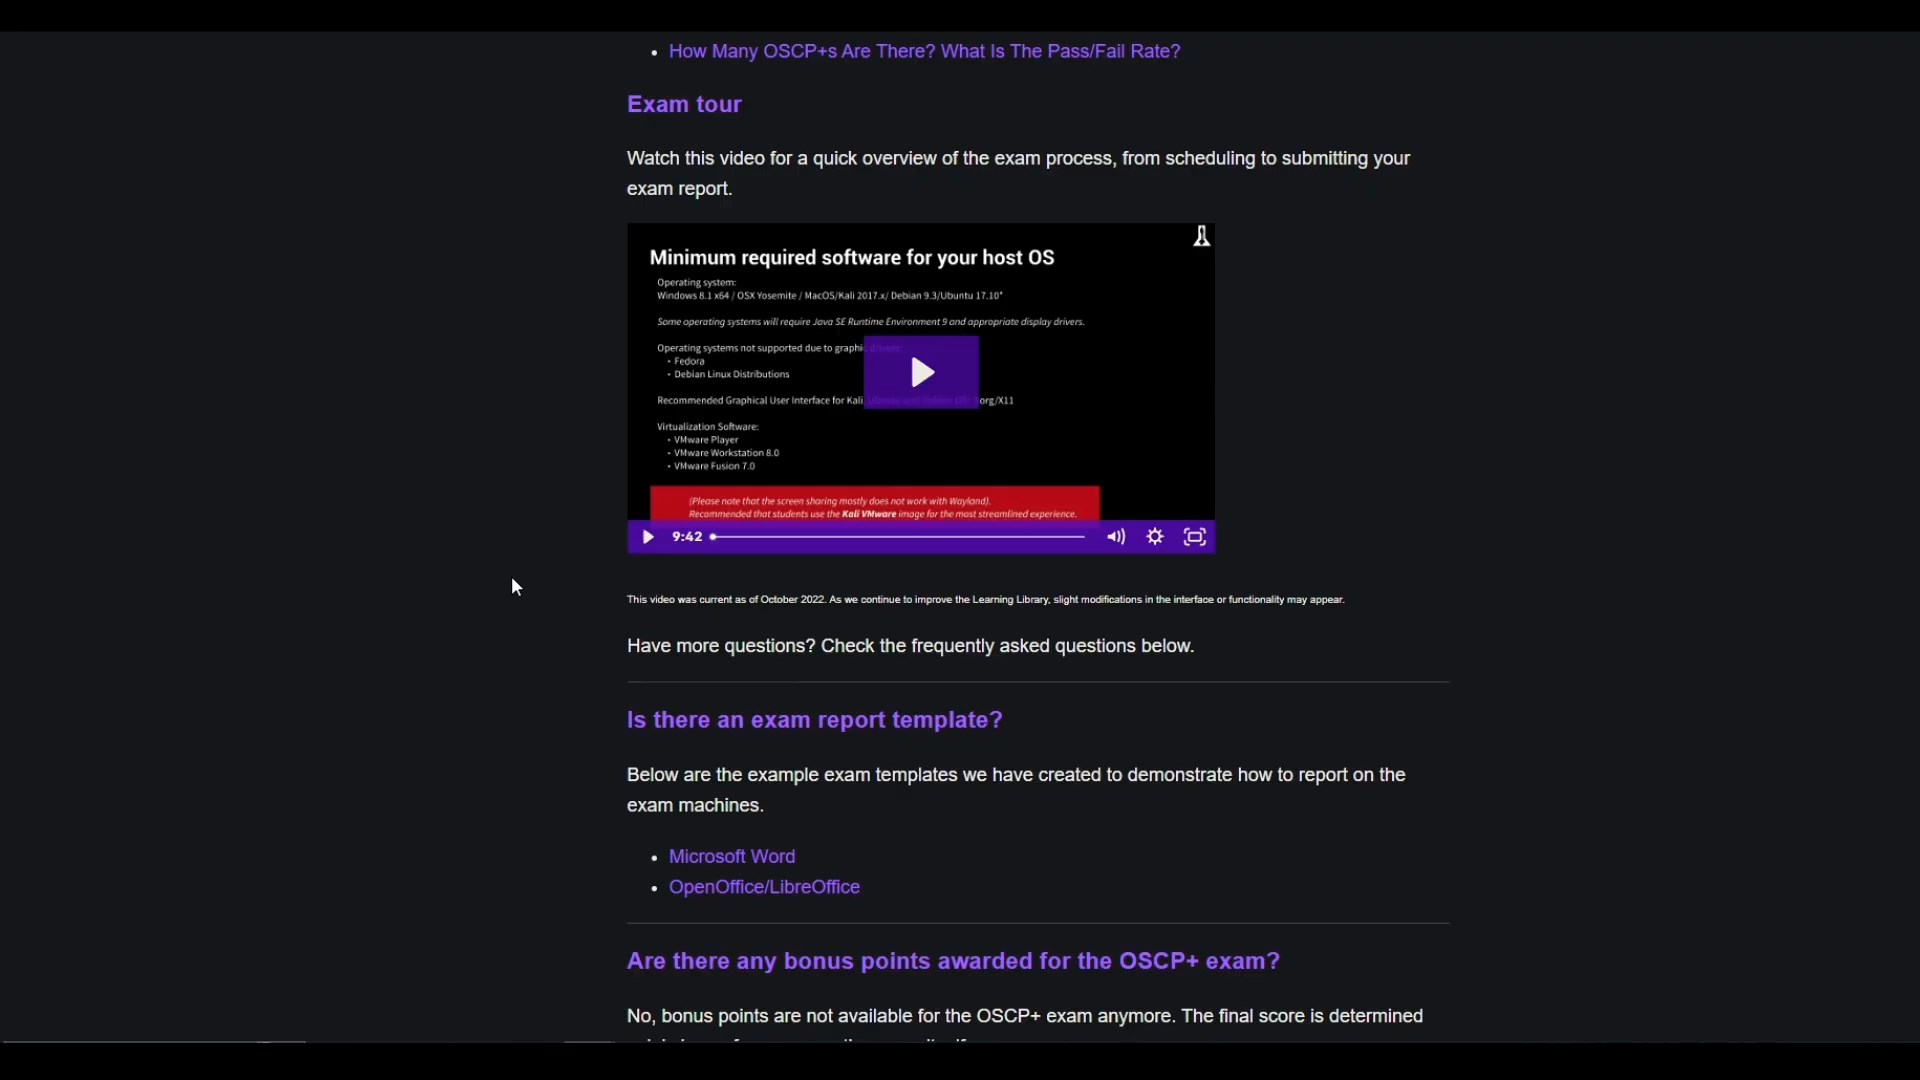 • How Many OSCP+s Are There? What Is The Pass/Fail Rate?
Exam tour
Watch this video for a quick overview of the exam process, from scheduling to submitting your
exam report.
Minimum required software for your host OS
Operating system:
Windows 8.1 x64 / OSX Yosemite / MacOS/Kali 2017.x/ Debian 9.3/Ubuntu 17.10*
Some operating systems will require Java SE Runtime Environment 9 and appropriate display drivers.
Operating systems not supported due to graphic drivers:
• Fedora
• Debian Linux Distributions
Recommended Graphical User Interface for Kali org/X11
Virtualization Software:
• VMware Player
• VMware Workstation 8.0
• VMware Fusion 7.0
(Please note that the screen sharing mostly does not work with Wayland).
Recommended that students use the Kali VMware image for the most streamlined experience.
9:42
This video was current as of October 2022. As we continue to improve the Learning Library, slight modifications in the interface or functionality may appear.
Have more questions? Check the frequently asked questions below.
Is there an exam report template?
Below are the example exam templates we have created to demonstrate how to report on the
exam machines.
• Microsoft Word
• OpenOffice/LibreOffice
Are there any bonus points awarded for the OSCP+ exam?
No, bonus points are not available for the OSCP+ exam anymore. The final score is determined